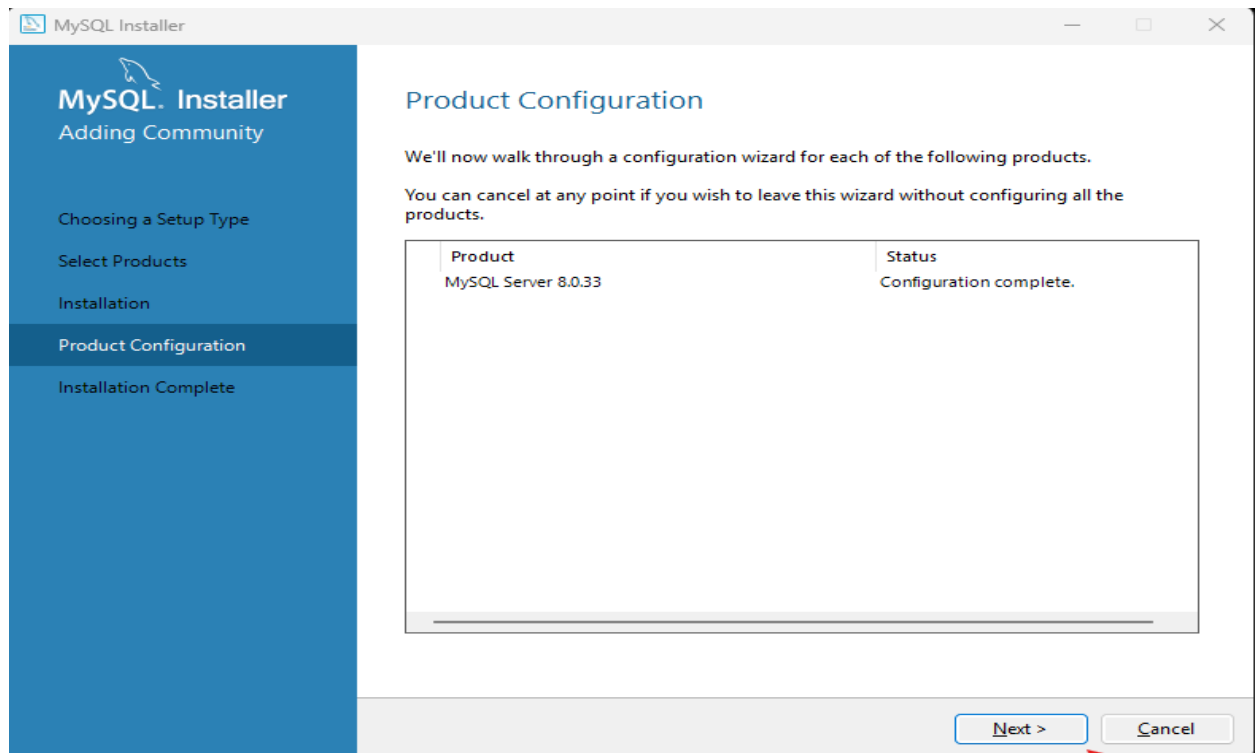 MySQL Installer
MySQL. Installer
Adding Community
Choosing a Setup Type
Select Products
Installation
Product Configuration
Installation Complete
Product Configuration
We'll now walk through a configuration wizard for each of the following products.
You can cancel at any point if you wish to leave this wizard without configuring all the
products.
Product Status
MySQL Server 8.0.33 Configuration complete.
Next > Cancel